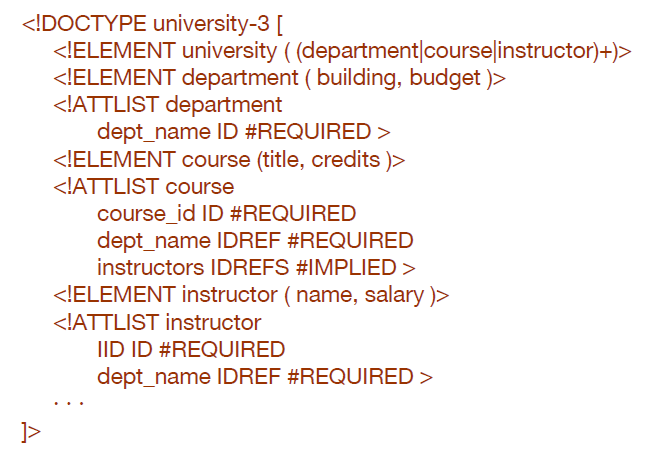 <!DOCTYPE university-3 [
<!ELEMENT university ( (department|course|instructor)+)>
<!ELEMENT department ( building, budget )>
<!ATTLIST department
dept_name ID #REQUIRED >
<!ELEMENT course (title, credits )>
<!ATTLIST course
course_id ID #REQUIRED
dept_name IDREF #REQUIRED
instructors IDREFS #IMPLIED >
<!ELEMENT instructor ( name, salary )>
<!ATTLIST instructor
IID ID #REQUIRED
dept_name IDREF #REQUIRED >
· · ·
]>